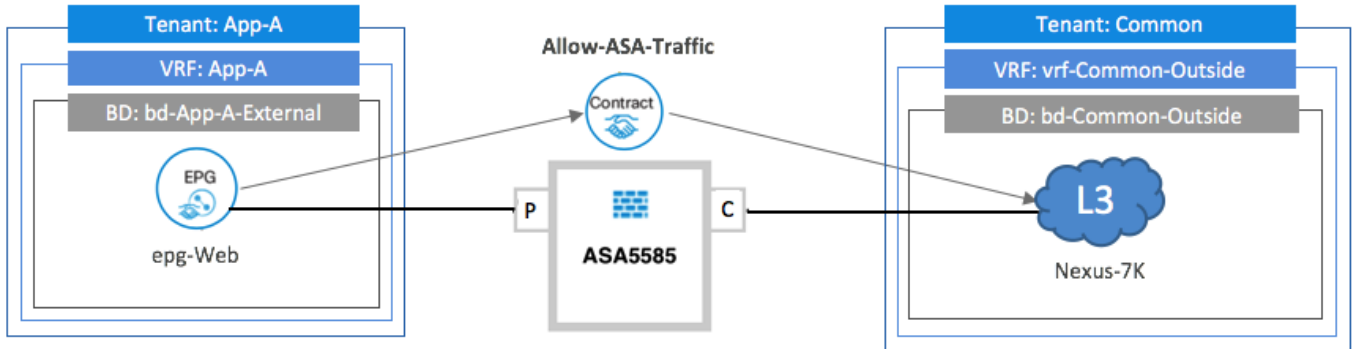 Tenant: App-A
VRF: App-A
BD: bd-App-A-External
EPG
epg-Web
Allow-ASA-Traffic
Contract
P
C
ASA5585
Tenant: Common
VRF: vrf-Common-Outside
BD: bd-Common-Outside
L3
Nexus-7K